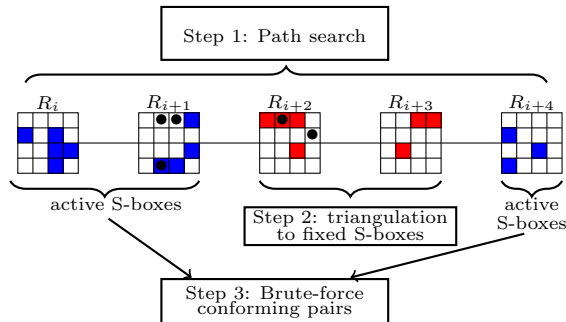 Step 1: Path search
R_i R_{i+1} R_{i+2} R_{i+3} R_{i+4}
active S-boxes
Step 2: triangulation
to fixed S-boxes
active
S-boxes
Step 3: Brute-force
conforming pairs